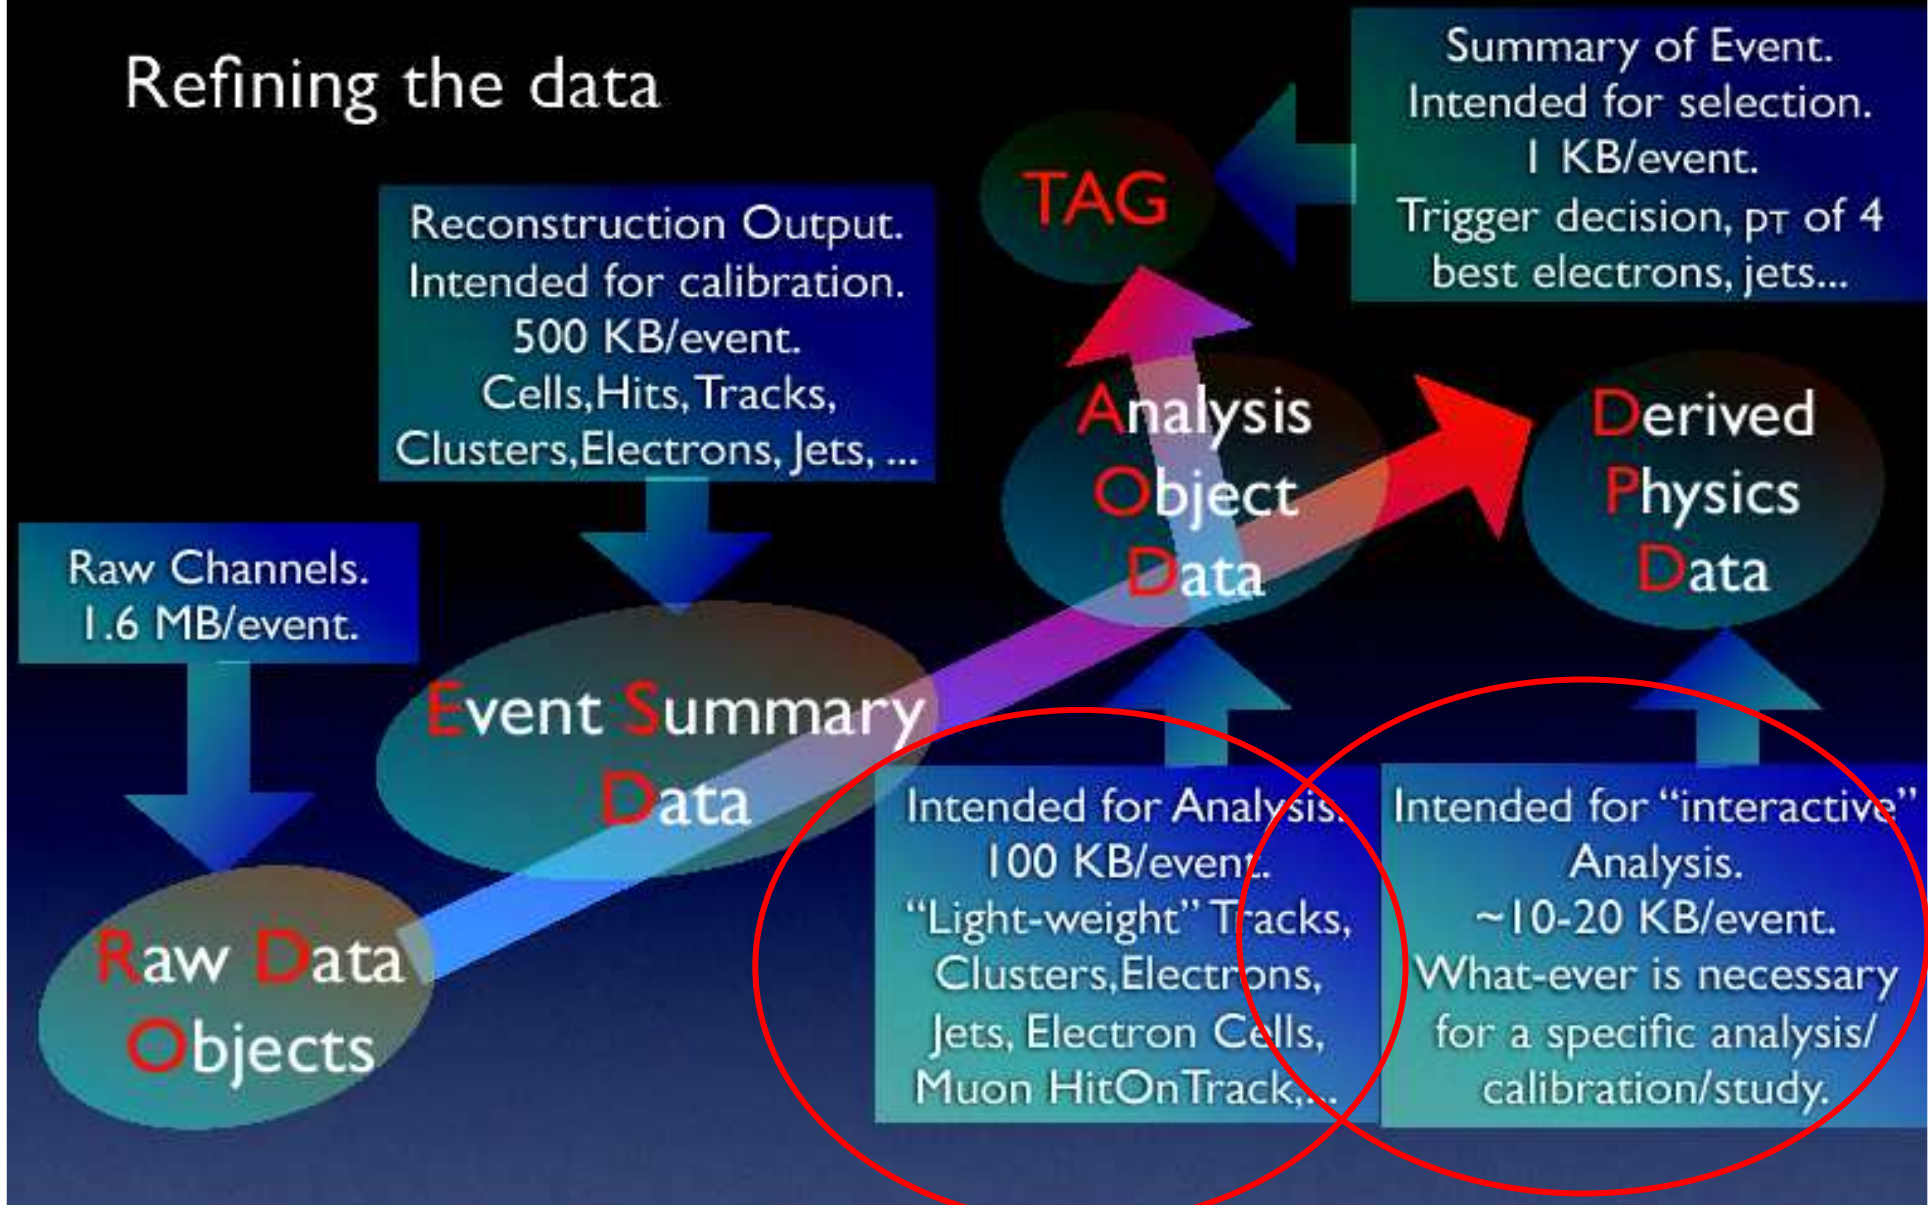 Refining the data
Summary of Event.
Intended for selection.
1 KB/event.
Trigger decision, pT of 4
best electrons, jets...
TAG
Reconstruction Output.
Intended for calibration.
500 KB/event.
Cells,Hits,Tracks,
Clusters,Electrons, Jets, ...
Analysis
Object
Data
Derived
Physics
Data
Raw Channels.
1.6 MB/event.
Event Summary
Data
Raw Data
Objects
Intended for Analysis.
100 KB/event.
“Light-weight” Tracks,
Clusters,Electrons,
Jets, Electron Cells,
Muon HitOnTrack,...
Intended for “interactive”
Analysis.
~10-20 KB/event.
What-ever is necessary
for a specific analysis/
calibration/study.